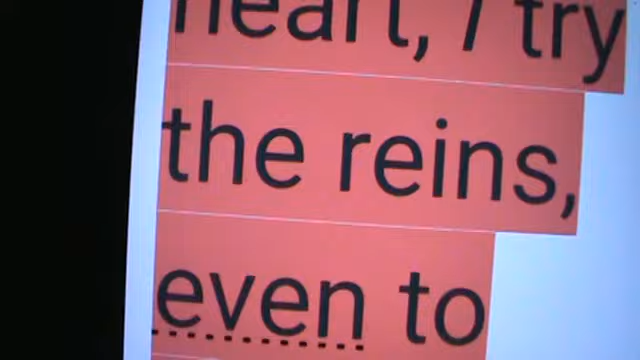 heart, I try
the reins,
even to